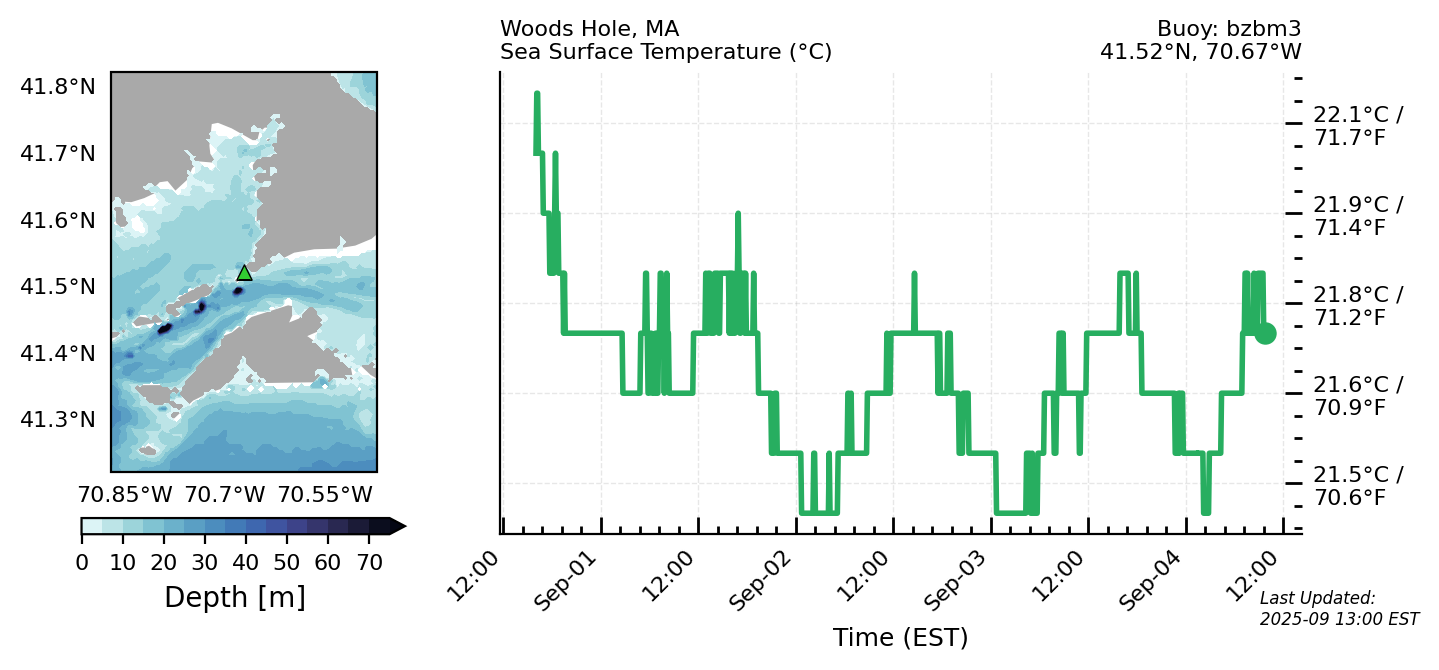 Woods Hole, MA
Sea Surface Temperature (°C)
Buoy: bzbm3
41.52°N, 70.67°W
41.8°N
41.7°N
41.6°N
41.5°N
41.4°N
41.3°N
70.85°W 70.7°W 70.55°W
0 10 20 30 40 50 60 70
Depth [m]
22.1°C /
71.7°F
21.9°C /
71.4°F
21.8°C /
71.2°F
21.6°C /
70.9°F
21.5°C /
70.6°F
12:00 Sep-01 12:00 Sep-02 12:00 Sep-03 12:00 Sep-04 12:00
Time (EST)
Last Updated:
2025-09 13:00 EST